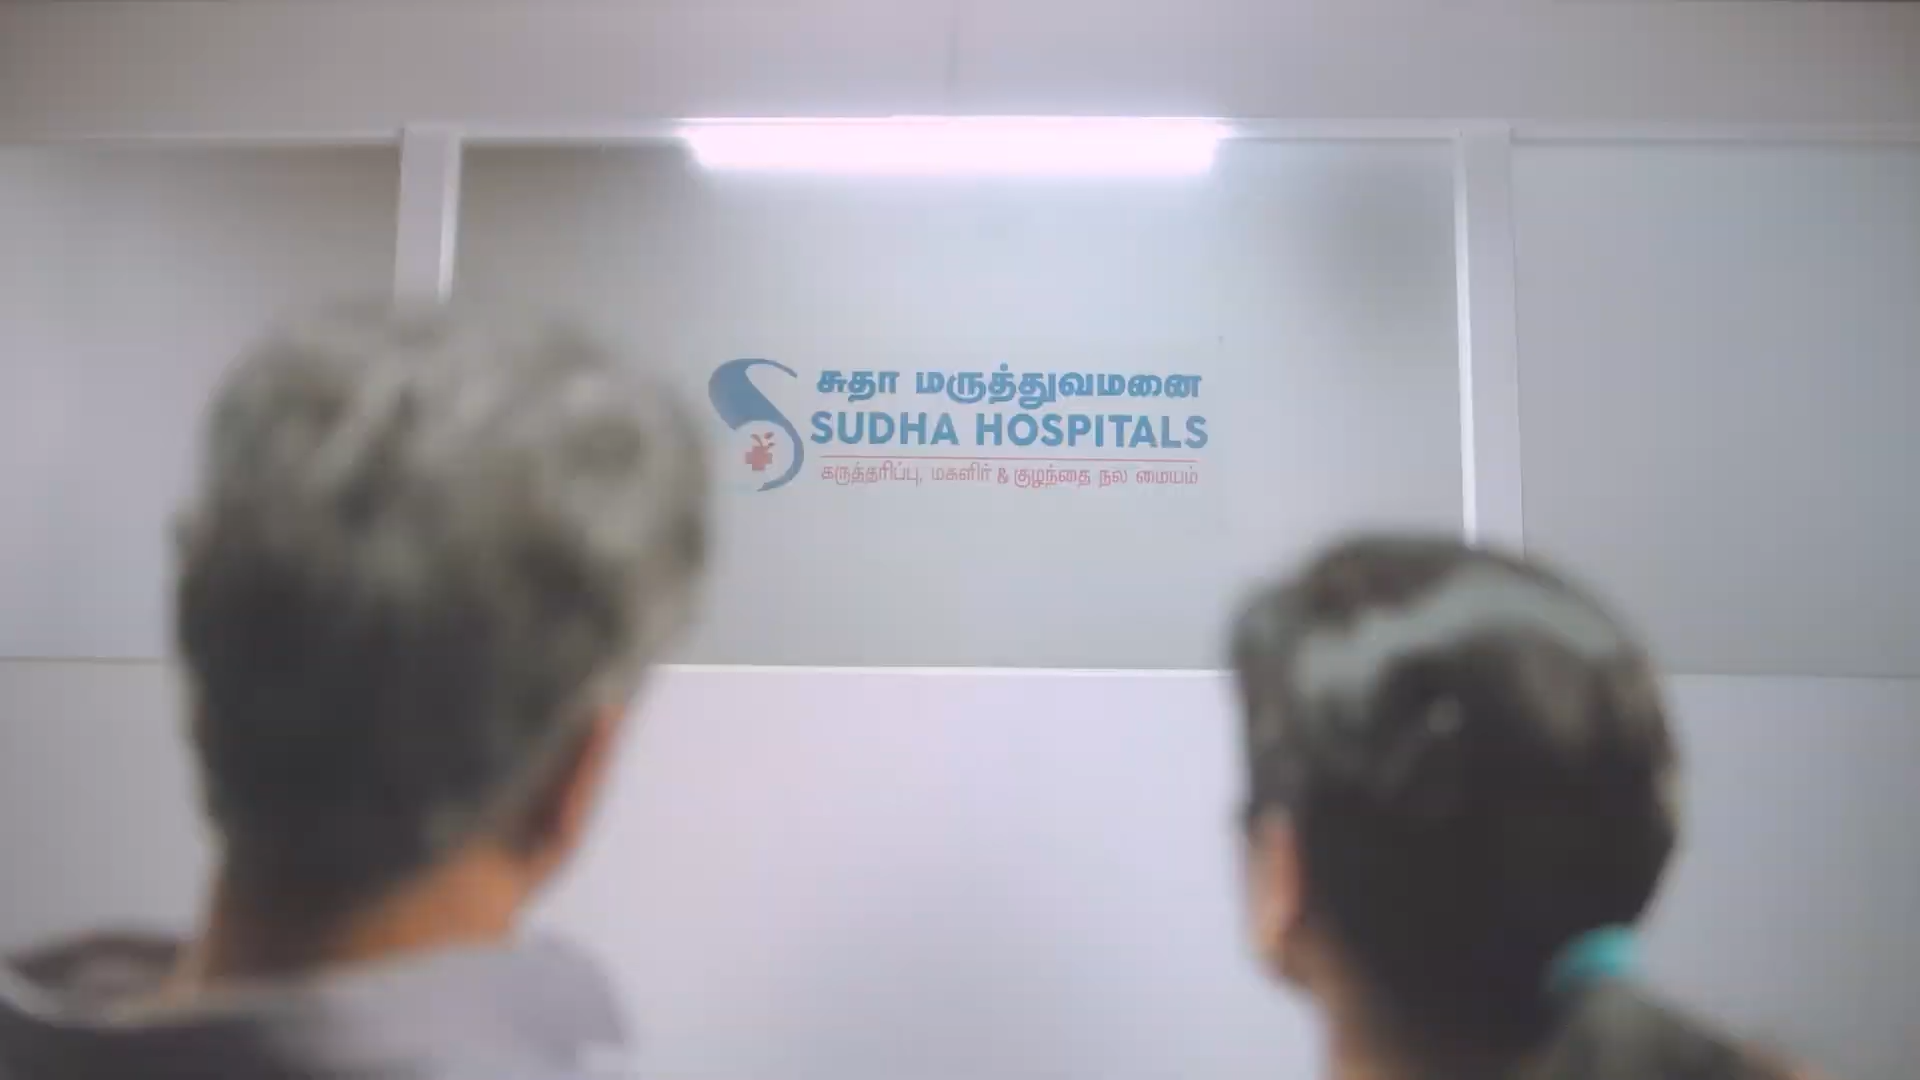 சுதா மருத்துவமனை
SUDHA HOSPITALS
கருத்தரிப்பு, மகளிர் & குழந்தை நல மையம்